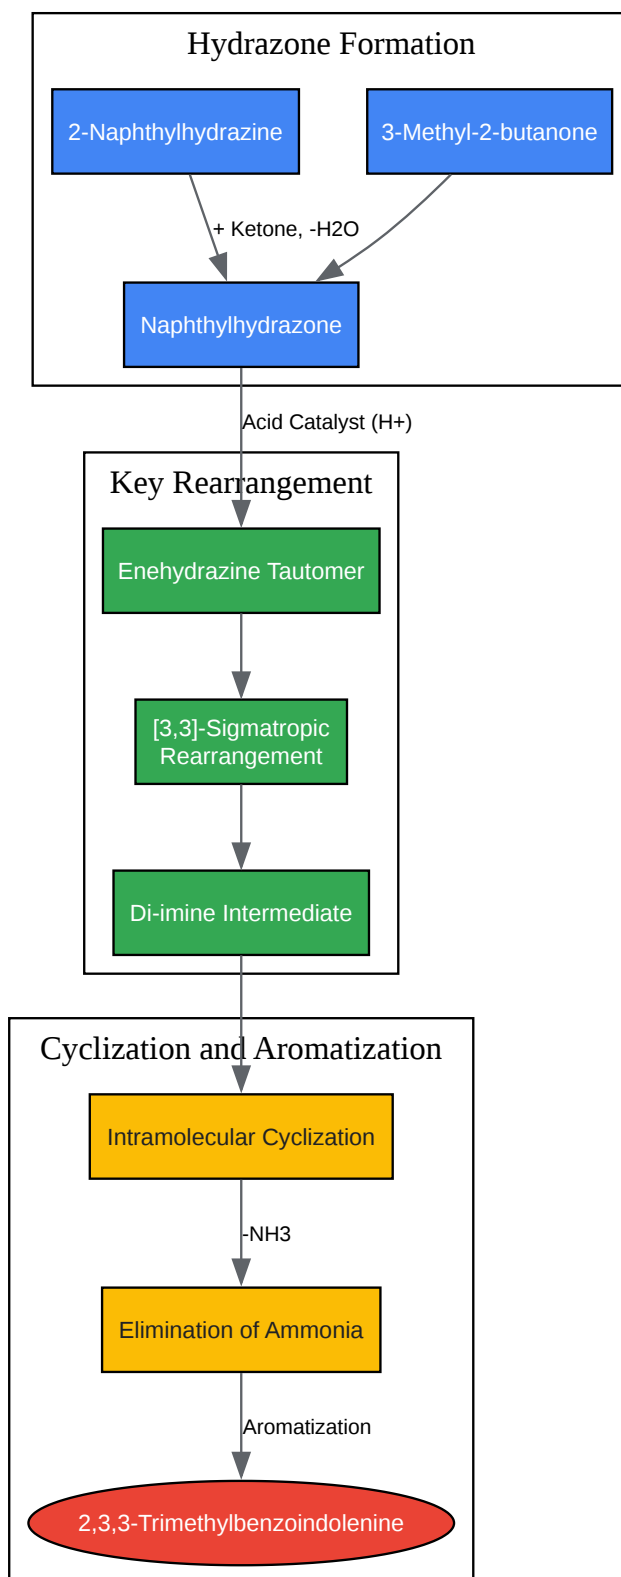 Hydrazone Formation
2-Naphthylhydrazine
3-Methyl-2-butanone
+ Ketone, -H2O
Naphthylhydrazone
Acid Catalyst (H+)
Key Rearrangement
Enehydrazine Tautomer
[3,3]-Sigmatropic
Rearrangement
Di-imine Intermediate
Cyclization and Aromatization
Intramolecular Cyclization
-NH3
Elimination of Ammonia
Aromatization
2,3,3-Trimethylbenzoindolenine